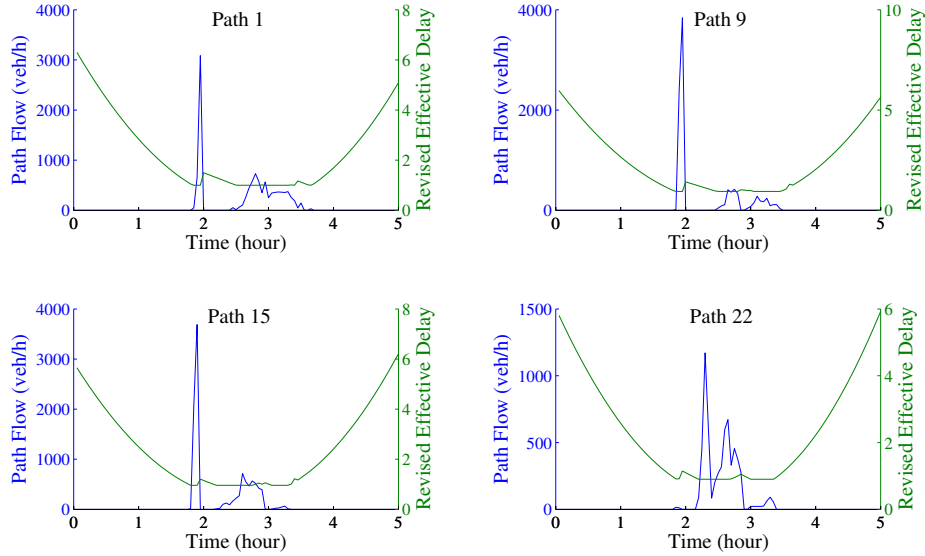 Path 1
Path Flow (veh/h)
4000
3000
2000
1000
0
8
6
4
2
0
Revised Effective Delay
0 1 2 3 4 5
Time (hour)
Path 9
Path Flow (veh/h)
4000
2000
0
10
5
0
Revised Effective Delay
0 1 2 3 4 5
Time (hour)
Path 15
Path Flow (veh/h)
4000
3000
2000
1000
0
8
6
4
2
0
Revised Effective Delay
0 1 2 3 4 5
Time (hour)
Path 22
Path Flow (veh/h)
1500
1000
500
0
6
4
2
0
Revised Effective Delay
0 1 2 3 4 5
Time (hour)